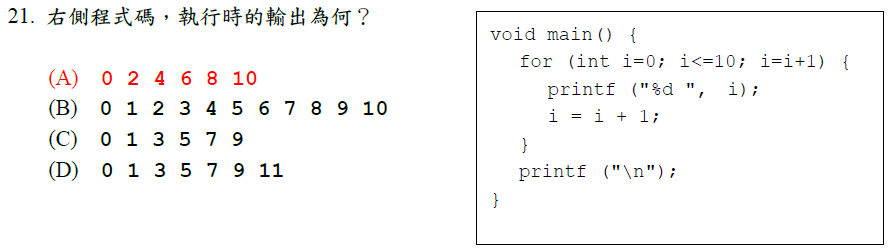 21. 右側程式碼，執行時的輸出為何？
(A) 0 2 4 6 8 10
(B) 0 1 2 3 4 5 6 7 8 9 10
(C) 0 1 3 5 7 9
(D) 0 1 3 5 7 9 11
void main() {
for (int i=0; i<=10; i=i+1) {
printf ("%d ", i);
i = i + 1;
}
printf ("\n");
}